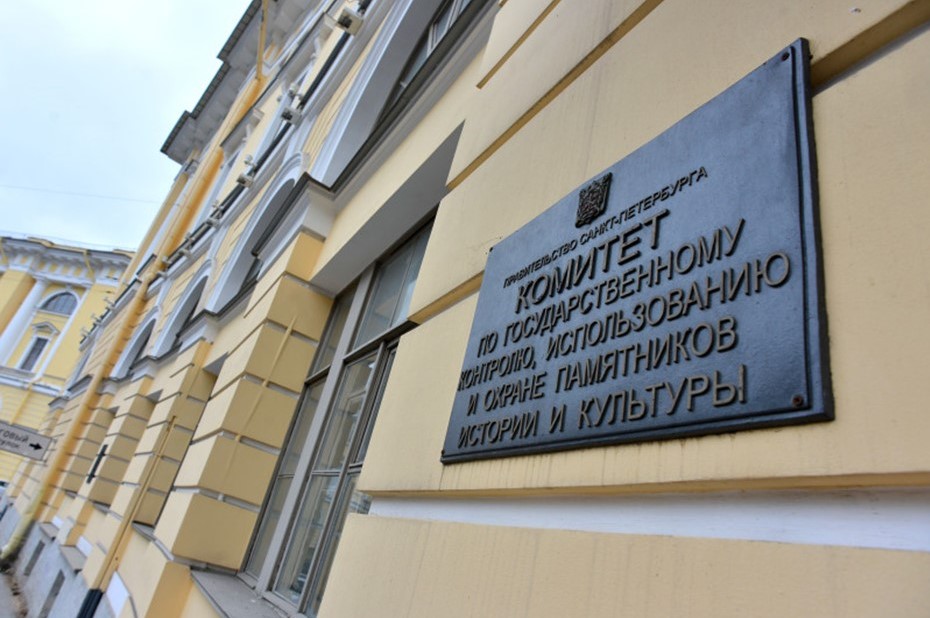 ПРАВИТЕЛЬСТВО САНКТ-ПЕТЕРБУРГА
КОМИТЕТ
ПО ГОСУДАРСТВЕННОМУ
КОНТРОЛЮ, ИСПОЛЬЗОВАНИЮ
И ОХРАНЕ ПАМЯТНИКОВ
ИСТОРИИ И КУЛЬТУРЫ